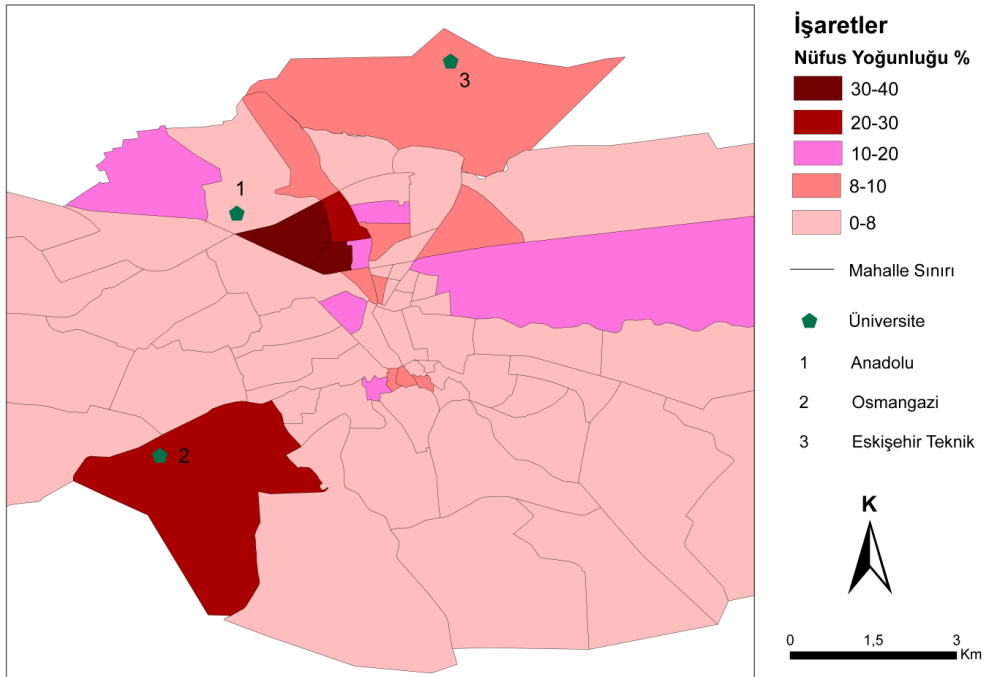 1
2
3
İşaretler
Nüfus Yoğunluğu %
30-40
20-30
10-20
8-10
0-8
Mahalle Sınırı
Üniversite
1 Anadolu
2 Osmangazi
3 Eskişehir Teknik
K
0 1,5 3
Km